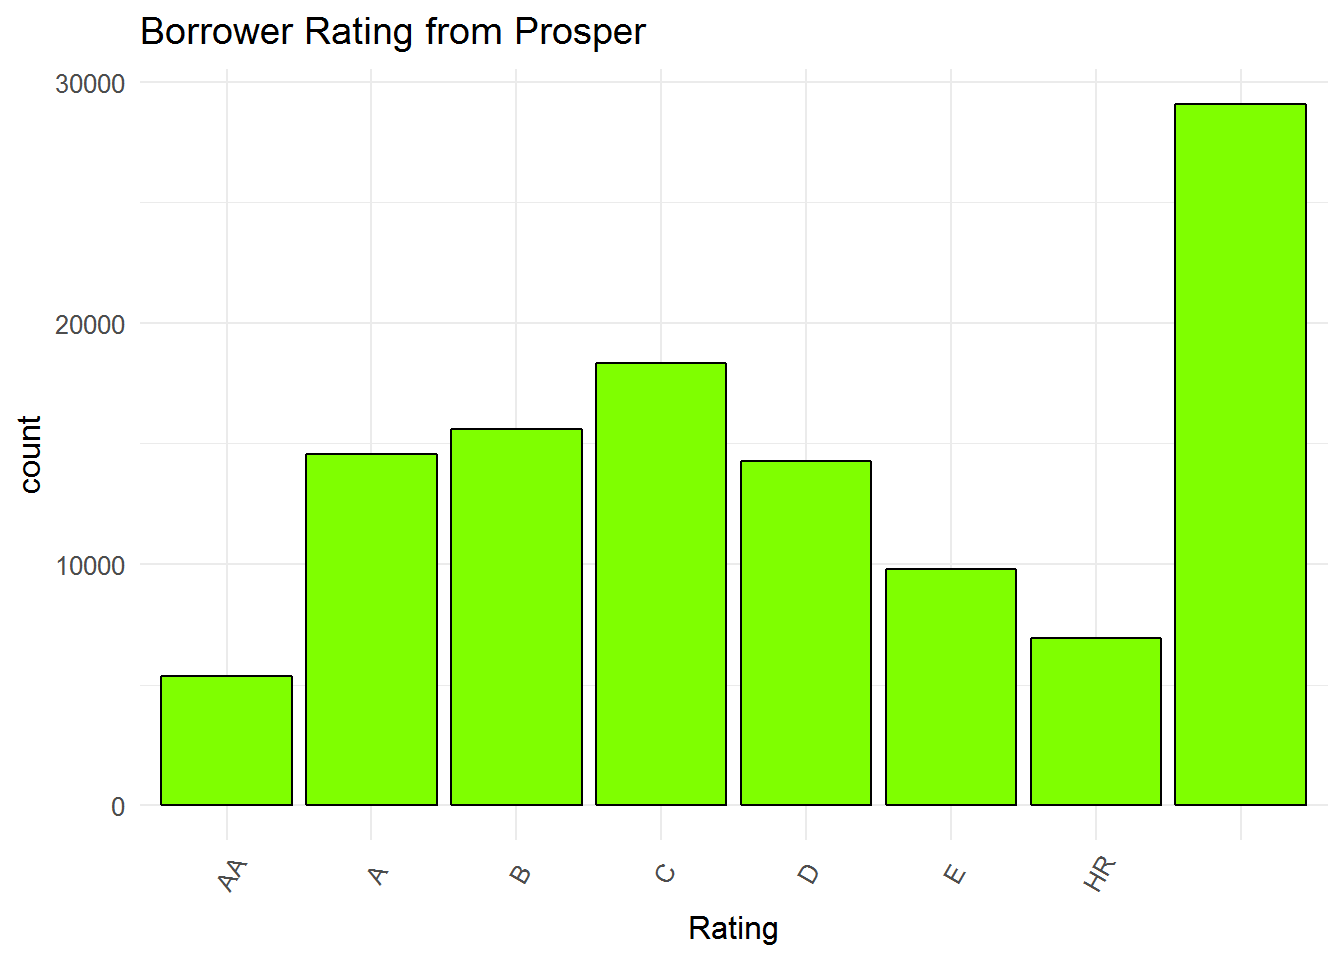 Borrower Rating from Prosper
30000
20000
10000
0
count
AA
A
B
C
D
E
HR
Rating